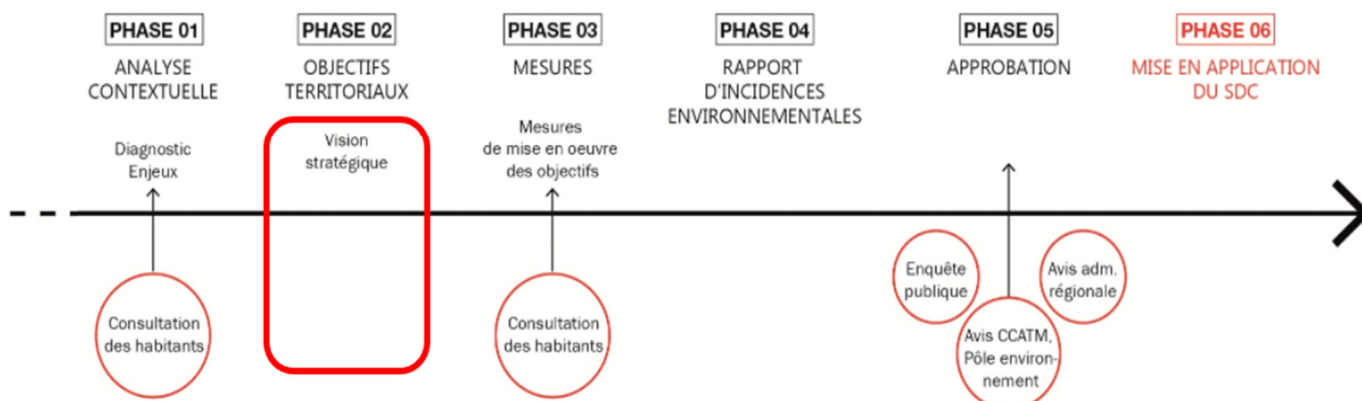 PHASE 01
ANALYSE
CONTEXTUELLE
PHASE 02
OBJECTIFS
TERRITORIAUX
PHASE 03
MESURES
PHASE 04
RAPPORT
D'INCIDENCES
ENVIRONNEMENTALES
PHASE 05
APPROBATION
PHASE 06
MISE EN APPLICATION
DU SDC
Diagnostic
Enjeux
Vision
stratégique
Mesures
de mise en oeuvre
des objectifs
Consultation
des habitants
Consultation
des habitants
Enquête
publique
Avis CCATM,
Pôle environ-
nement
Avis adm.
régionale